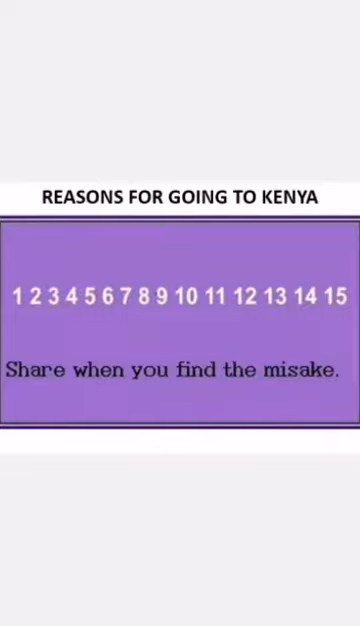 REASONS FOR GOING TO KENYA
1 2 3 4 5 6 7 8 9 10 11 12 13 14 15
Share when you find the misake.